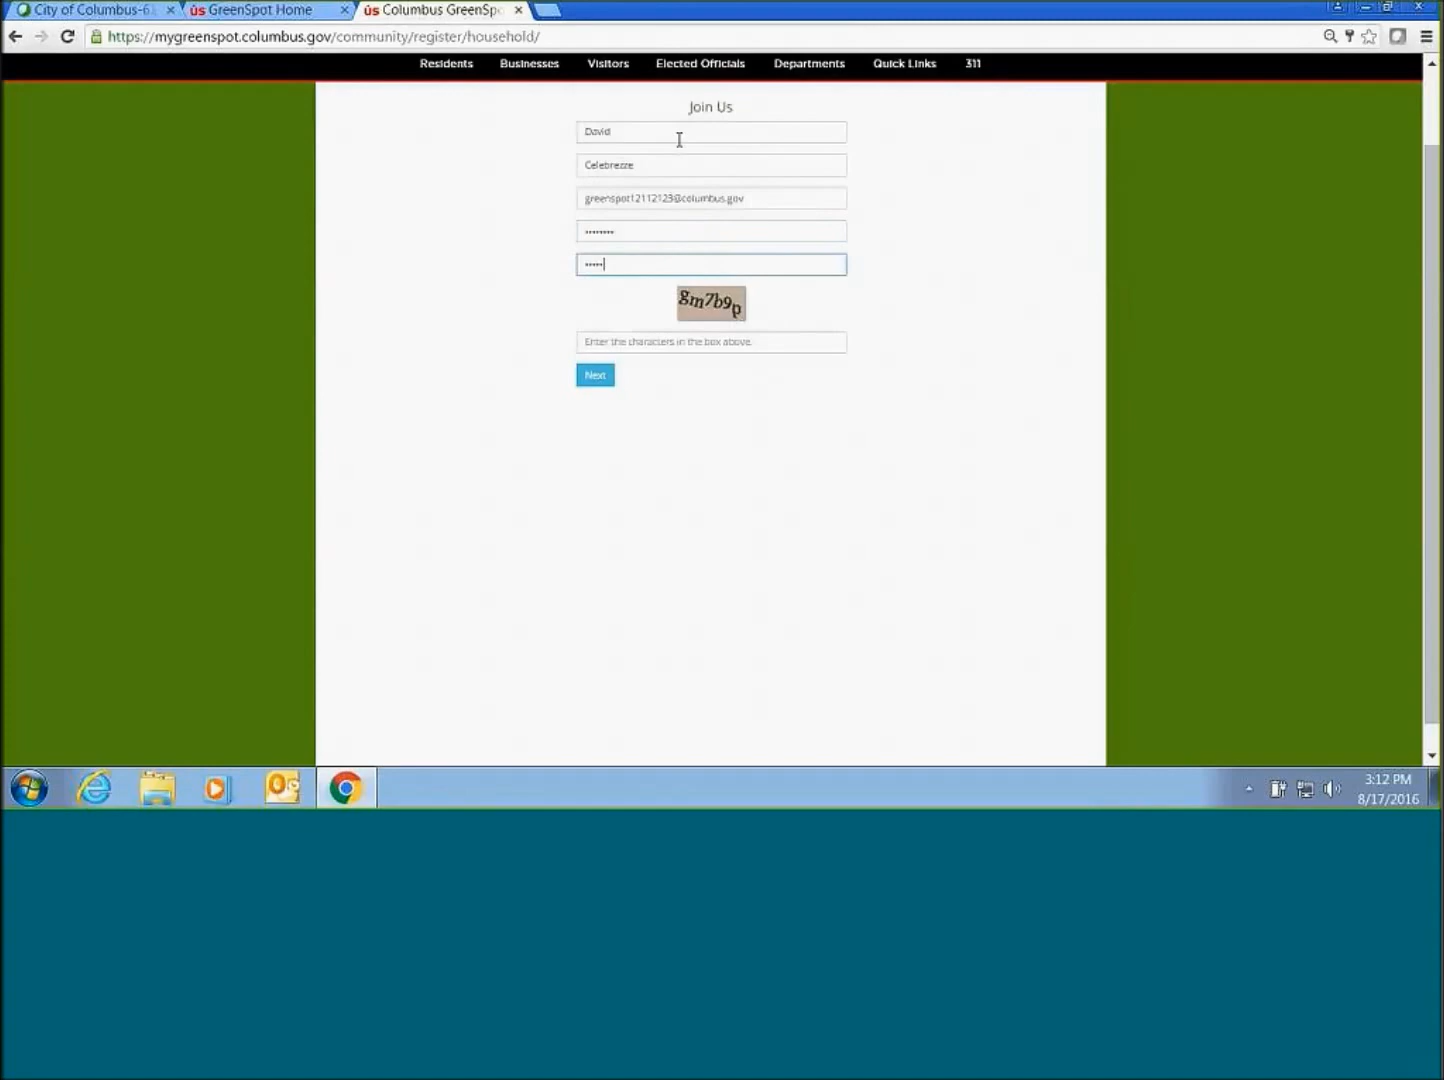 City of Columbus-6
GreenSpot Home
Columbus GreenSp
https://mygreenspot.columbus.gov/community/register/household/
Residents Businesses Visitors Elected Officials Departments Quick Links 311
Join Us
David
Celebrezze
greenspot12112123@columbus.gov
gm7b9p
Enter the characters in the box above.
Next
3:12 PM
8/17/2016